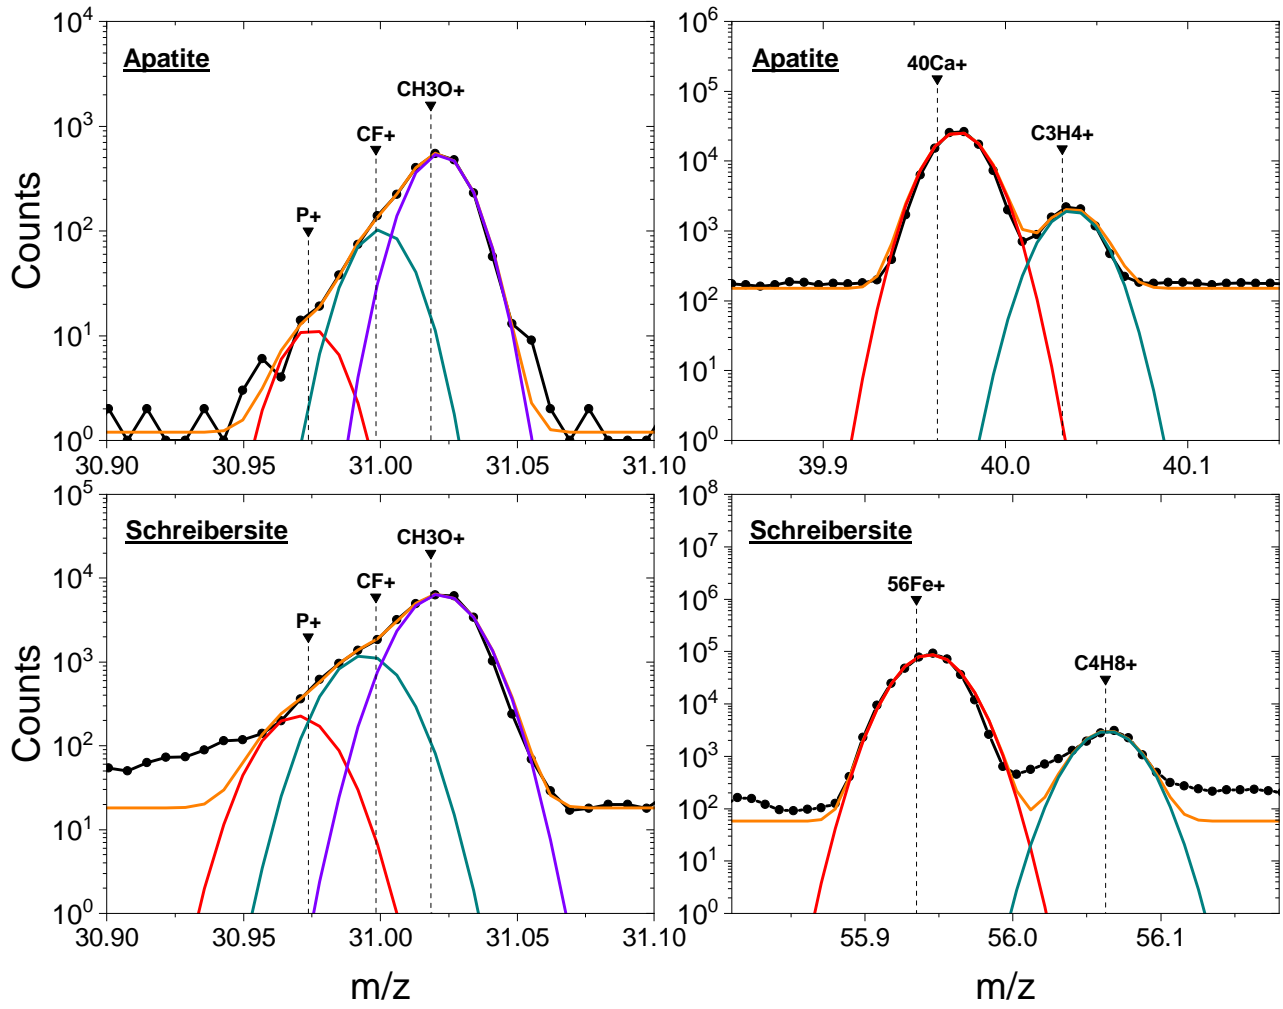 Counts
10^4
10^3
10^2
10^1
10^0
Apatite
P+
CF+
CH3O+
30.90 30.95 31.00 31.05 31.10
10^6
10^5
10^4
10^3
10^2
10^1
10^0
Apatite
40Ca+
C3H4+
39.9 40.0 40.1
Counts
10^5
10^4
10^3
10^2
10^1
10^0
Schreibersite
P+
CF+
CH3O+
30.90 30.95 31.00 31.05 31.10
m/z
10^8
10^7
10^6
10^5
10^4
10^3
10^2
10^1
10^0
Schreibersite
56Fe+
C4H8+
55.9 56.0 56.1
m/z